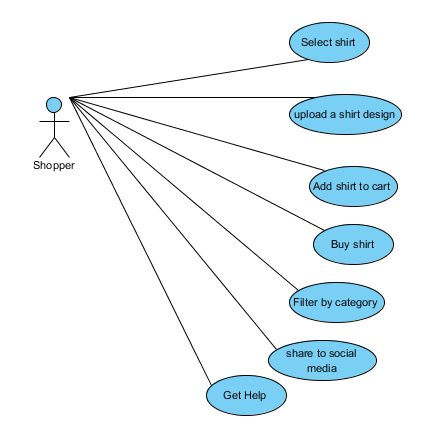 Select shirt
upload a shirt design
Shopper
Add shirt to cart
Buy shirt
Filter by category
share to social
media
Get Help